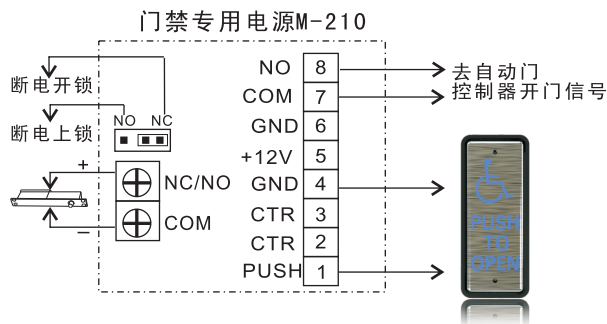 门禁专用电源M-210
断电开锁
断电上锁
NO NC
+
NC/NO
COM
−
NO 8
COM 7
GND 6
+12V 5
GND 4
CTR 3
CTR 2
PUSH 1
去自动门
控制器开门信号
PUSH
TO
OPEN